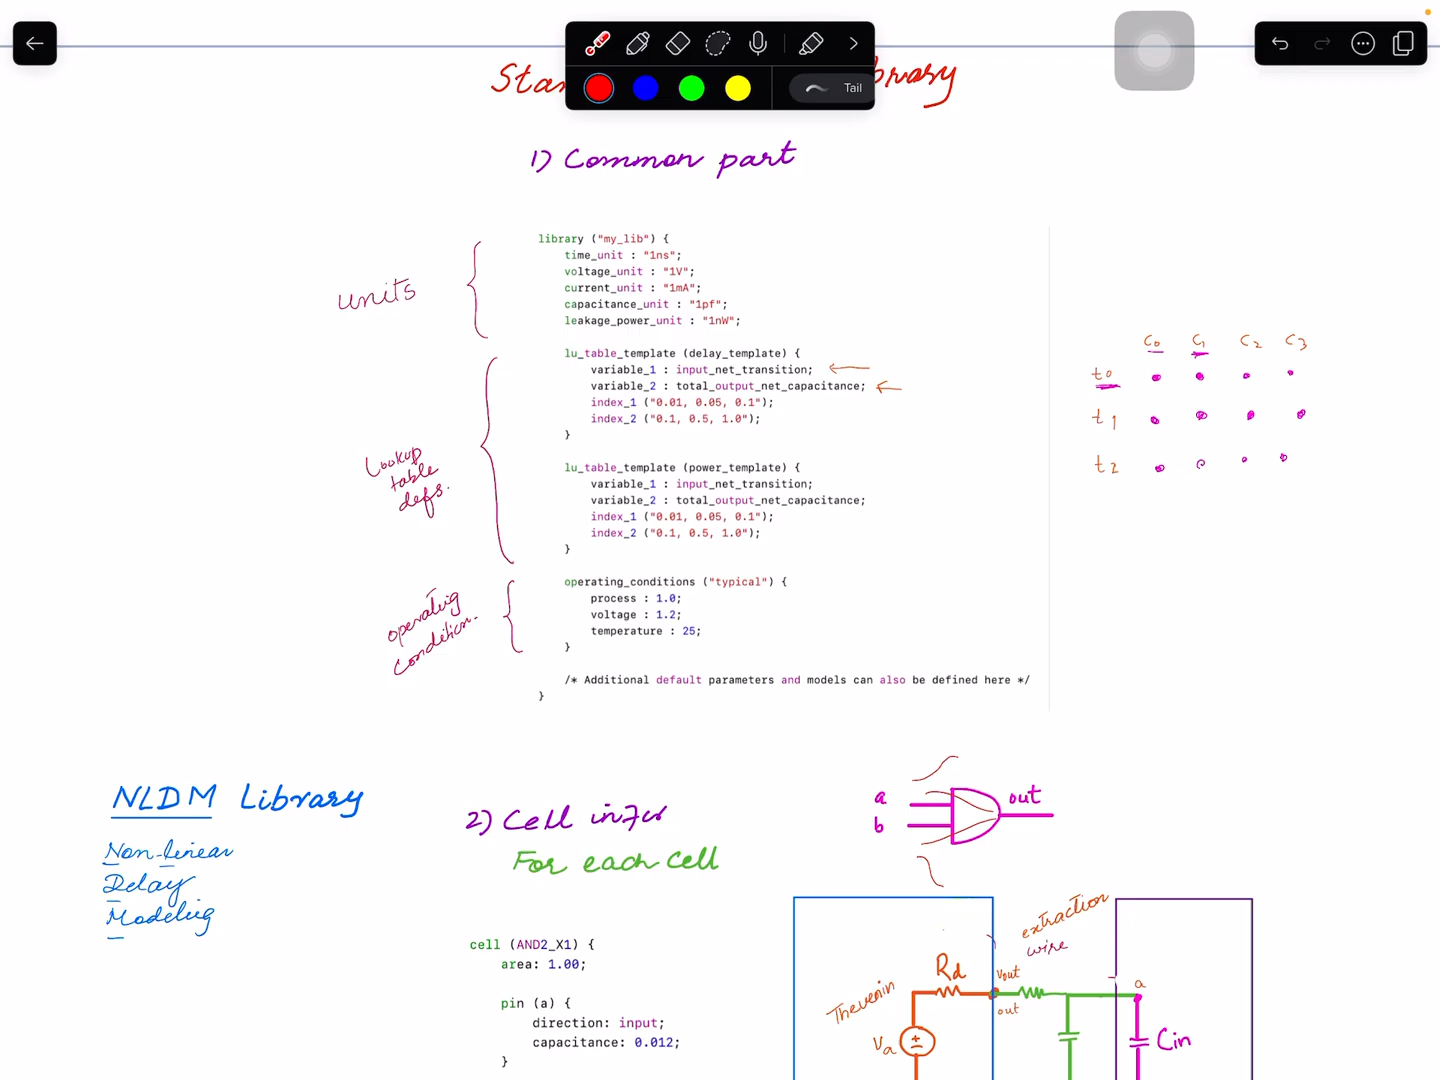 Tail
1) Common part
library ("my_lib") {
time_unit : "1ns";
voltage_unit : "1V";
current_unit : "1mA";
capacitance_unit : "1pf";
leakage_power_unit : "1nW";
units
lu_table_template (delay_template) {
variable_1 : input_net_transition;
variable_2 : total_output_net_capacitance;
index_1 ("0.01, 0.05, 0.1");
index_2 ("0.1, 0.5, 1.0");
}
lu_table_template (power_template) {
variable_1 : input_net_transition;
variable_2 : total_output_net_capacitance;
index_1 ("0.01, 0.05, 0.1");
index_2 ("0.1, 0.5, 1.0");
}
Lookup
table
defs.
operating_conditions ("typical") {
process : 1.0;
voltage : 1.2;
temperature : 25;
}
operating
condition.
/* Additional default parameters and models can also be defined here */
}
C0 C1 C2 C3
t0
t1
t2
NLDM Library
Non-linear
Delay
Modeling
2) Cell info
For each cell
cell (AND2_X1) {
area: 1.00;
pin (a) {
direction: input;
capacitance: 0.012;
}
a
b
out
extraction
wire
Thevenin
Rd
Vout
out
a
Va
Cin